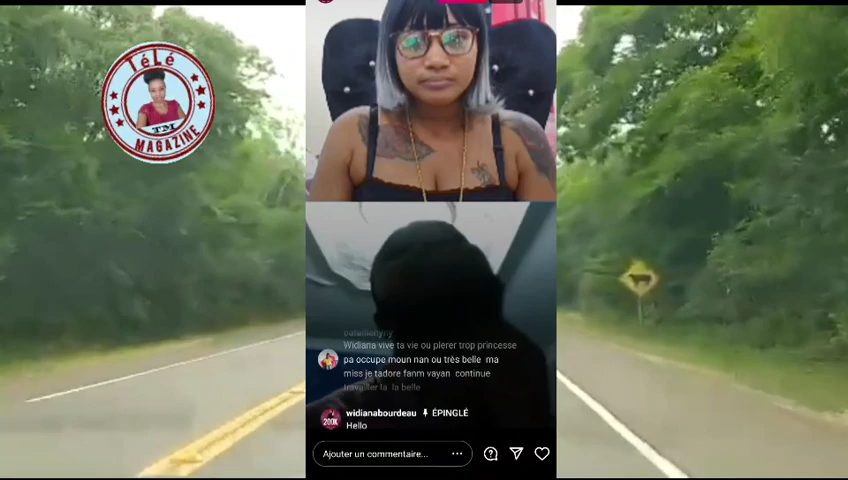 TéLé
TM
MAGAZINE
Widiana vive ta vie ou plerer trop princesse
pa occupe moun nan ou très belle ma
miss je tadore fanm vayan continue
travailler la la belle
widianabourdeau ÉPINGLÉ
200K
Hello
Ajouter un commentaire...